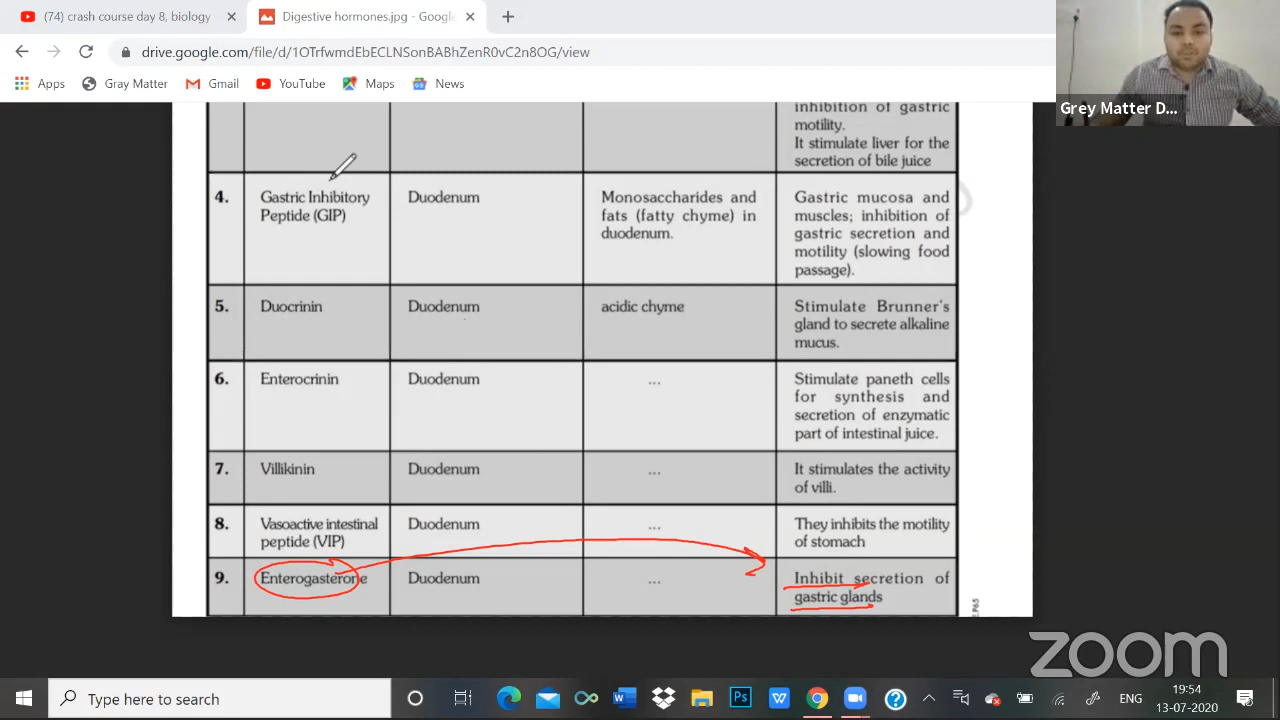 (74) crash course day 8, biology
Digestive hormones.jpg - Google
drive.google.com/file/d/1OTrfwmdEbECLNSonBABhZenR0vC2n8OG/view
Apps Gray Matter Gmail YouTube Maps News
Grey Matter D...
inhibition of gastric
motility.
It stimulate liver for the
secretion of bile juice
4. Gastric Inhibitory Duodenum Monosaccharides and Gastric mucosa and
Peptide (GIP) fats (fatty chyme) in muscles; inhibition of
duodenum. gastric secretion and
motility (slowing food
passage).
5. Duocrinin Duodenum acidic chyme Stimulate Brunner's
gland to secrete alkaline
mucus.
6. Enterocrinin Duodenum ... Stimulate paneth cells
for synthesis and
secretion of enzymatic
part of intestinal juice.
7. Villikinin Duodenum ... It stimulates the activity
of villi.
8. Vasoactive intestinal Duodenum ... They inhibits the motility
peptide (VIP) of stomach
9. Enterogasterone Duodenum ... Inhibit secretion of
gastric glands
zoom
Type here to search
ENG
19:54
13-07-2020